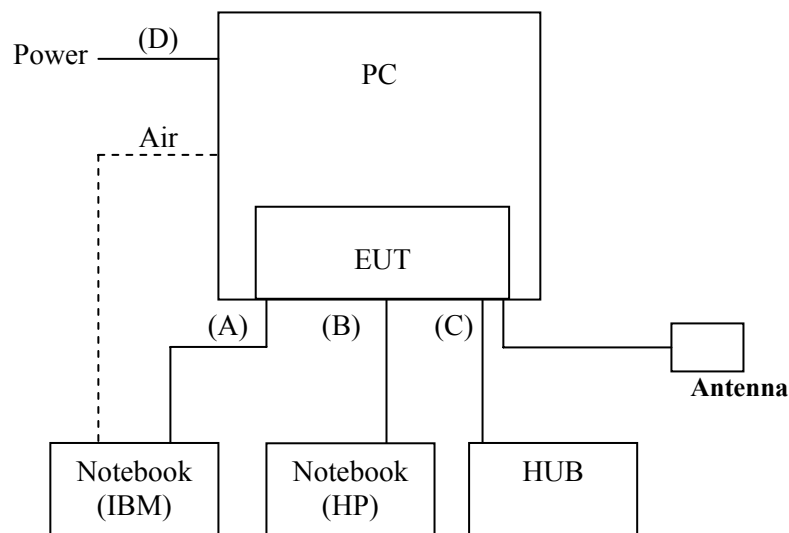 (D)
Power
PC
Air
EUT
(A)
(B)
(C)
Antenna
Notebook
(IBM)
Notebook
(HP)
HUB